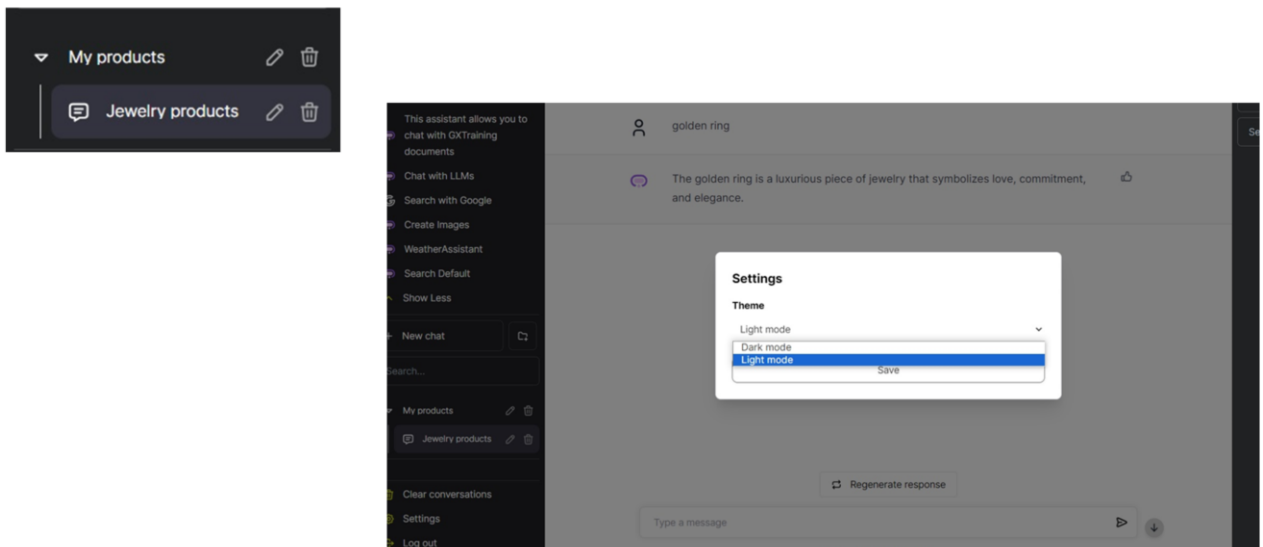 My products
Jewelry products
This assistant allows you to
chat with GXTraining
documents
Chat with LLMs
Search with Google
Create Images
WeatherAssistant
Search Default
Show Less
New chat
Search...
My products
Jewelry products
Clear conversations
Settings
Log out
golden ring
The golden ring is a luxurious piece of jewelry that symbolizes love, commitment,
and elegance.
Settings
Theme
Light mode
Dark mode
Light mode
Save
Regenerate response
Type a message
Se